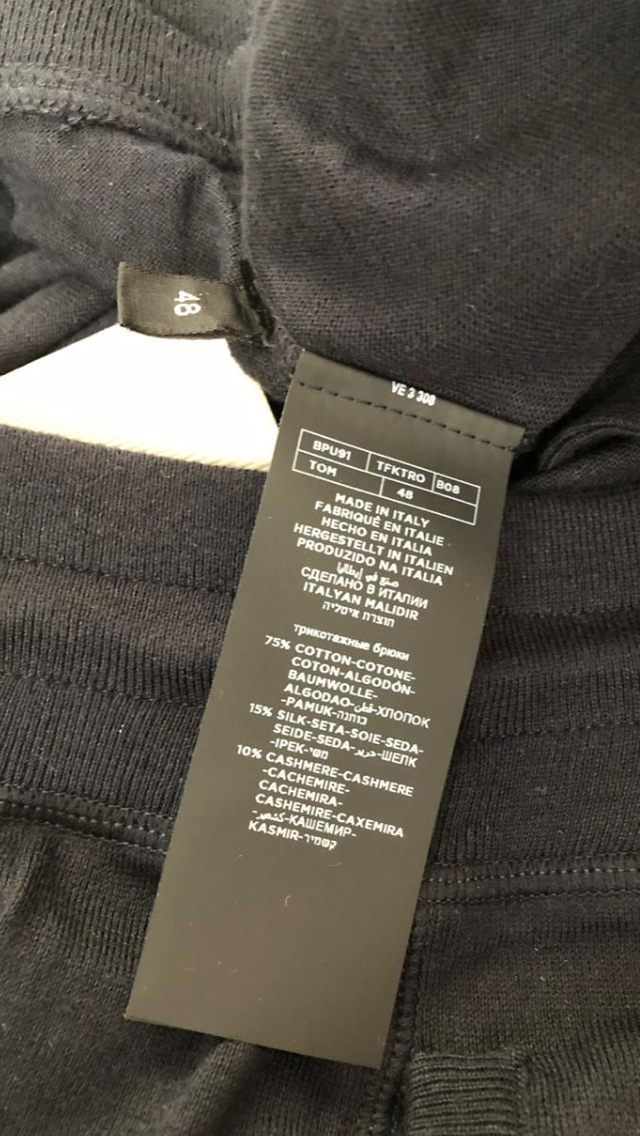 48
VE 3 308
BPU91 TFKTRO B08
TOM 48
MADE IN ITALY
FABRIQUÉ EN ITALIE
HECHO EN ITALIA
HERGESTELLT IN ITALIEN
PRODUZIDO NA ITALIA
صنع في إيطاليا
СДЕЛАНО В ИТАЛИИ
ITALYAN MALIDIR
תוצרת איטליה
трикотажные брюки
75% COTTON-COTONE-
COTON-ALGODÓN-
BAUMWOLLE-
ALGODAO-قطن-ХЛОПОК
-PAMUK-כותנה
15% SILK-SETA-SOIE-SEDA-
SEIDE-SEDA-حرير-ШЕЛК
-IPEK-משי
10% CASHMERE-CASHMERE
-CACHEMIRE-
CACHEMIRA-
CASHEMIRE-CAXEMIRA
-كشمير-КАШЕМИР-
KASMIR-קשמיר